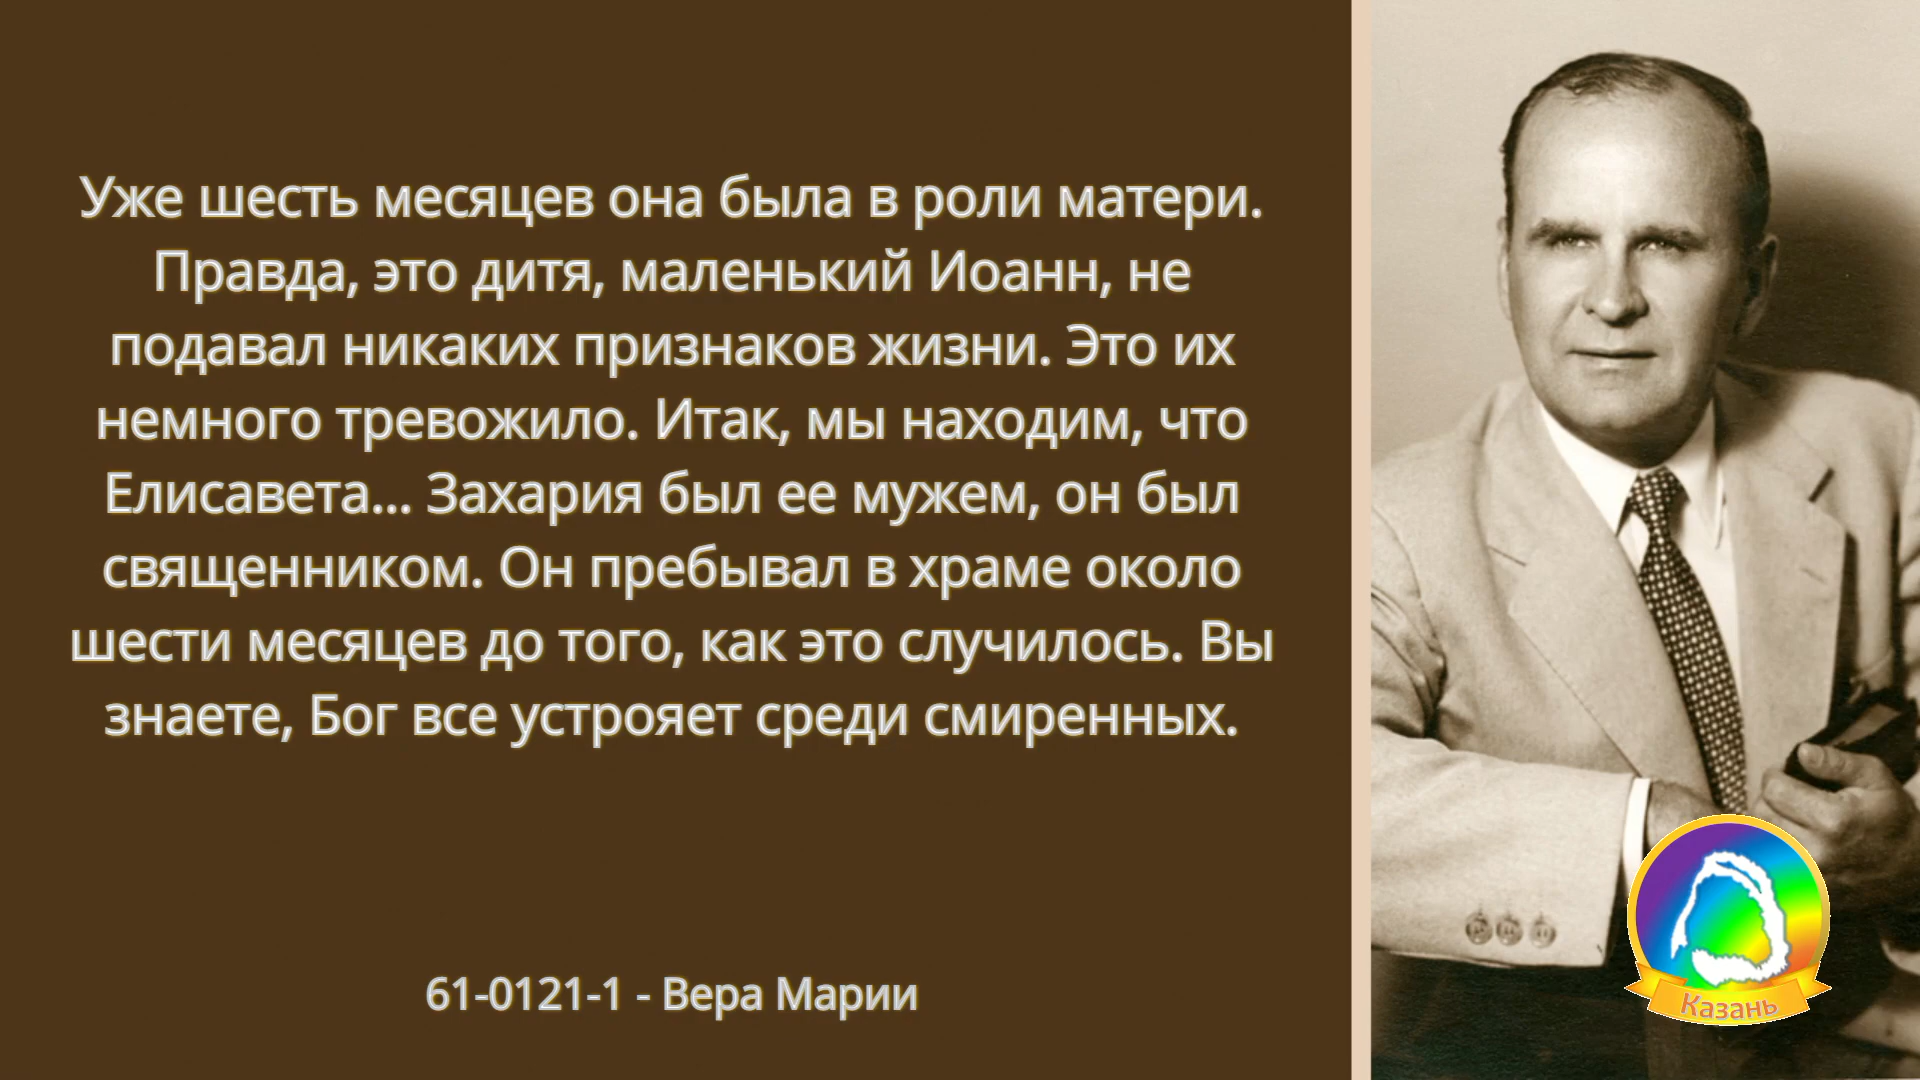 Уже шесть месяцев она была в роли матери.
Правда, это дитя, маленький Иоанн, не
подавал никаких признаков жизни. Это их
немного тревожило. Итак, мы находим, что
Елисавета... Захария был ее мужем, он был
священником. Он пребывал в храме около
шести месяцев до того, как это случилось. Вы
знаете, Бог все устрояет среди смиренных.
61-0121-1 - Вера Марии
Казань